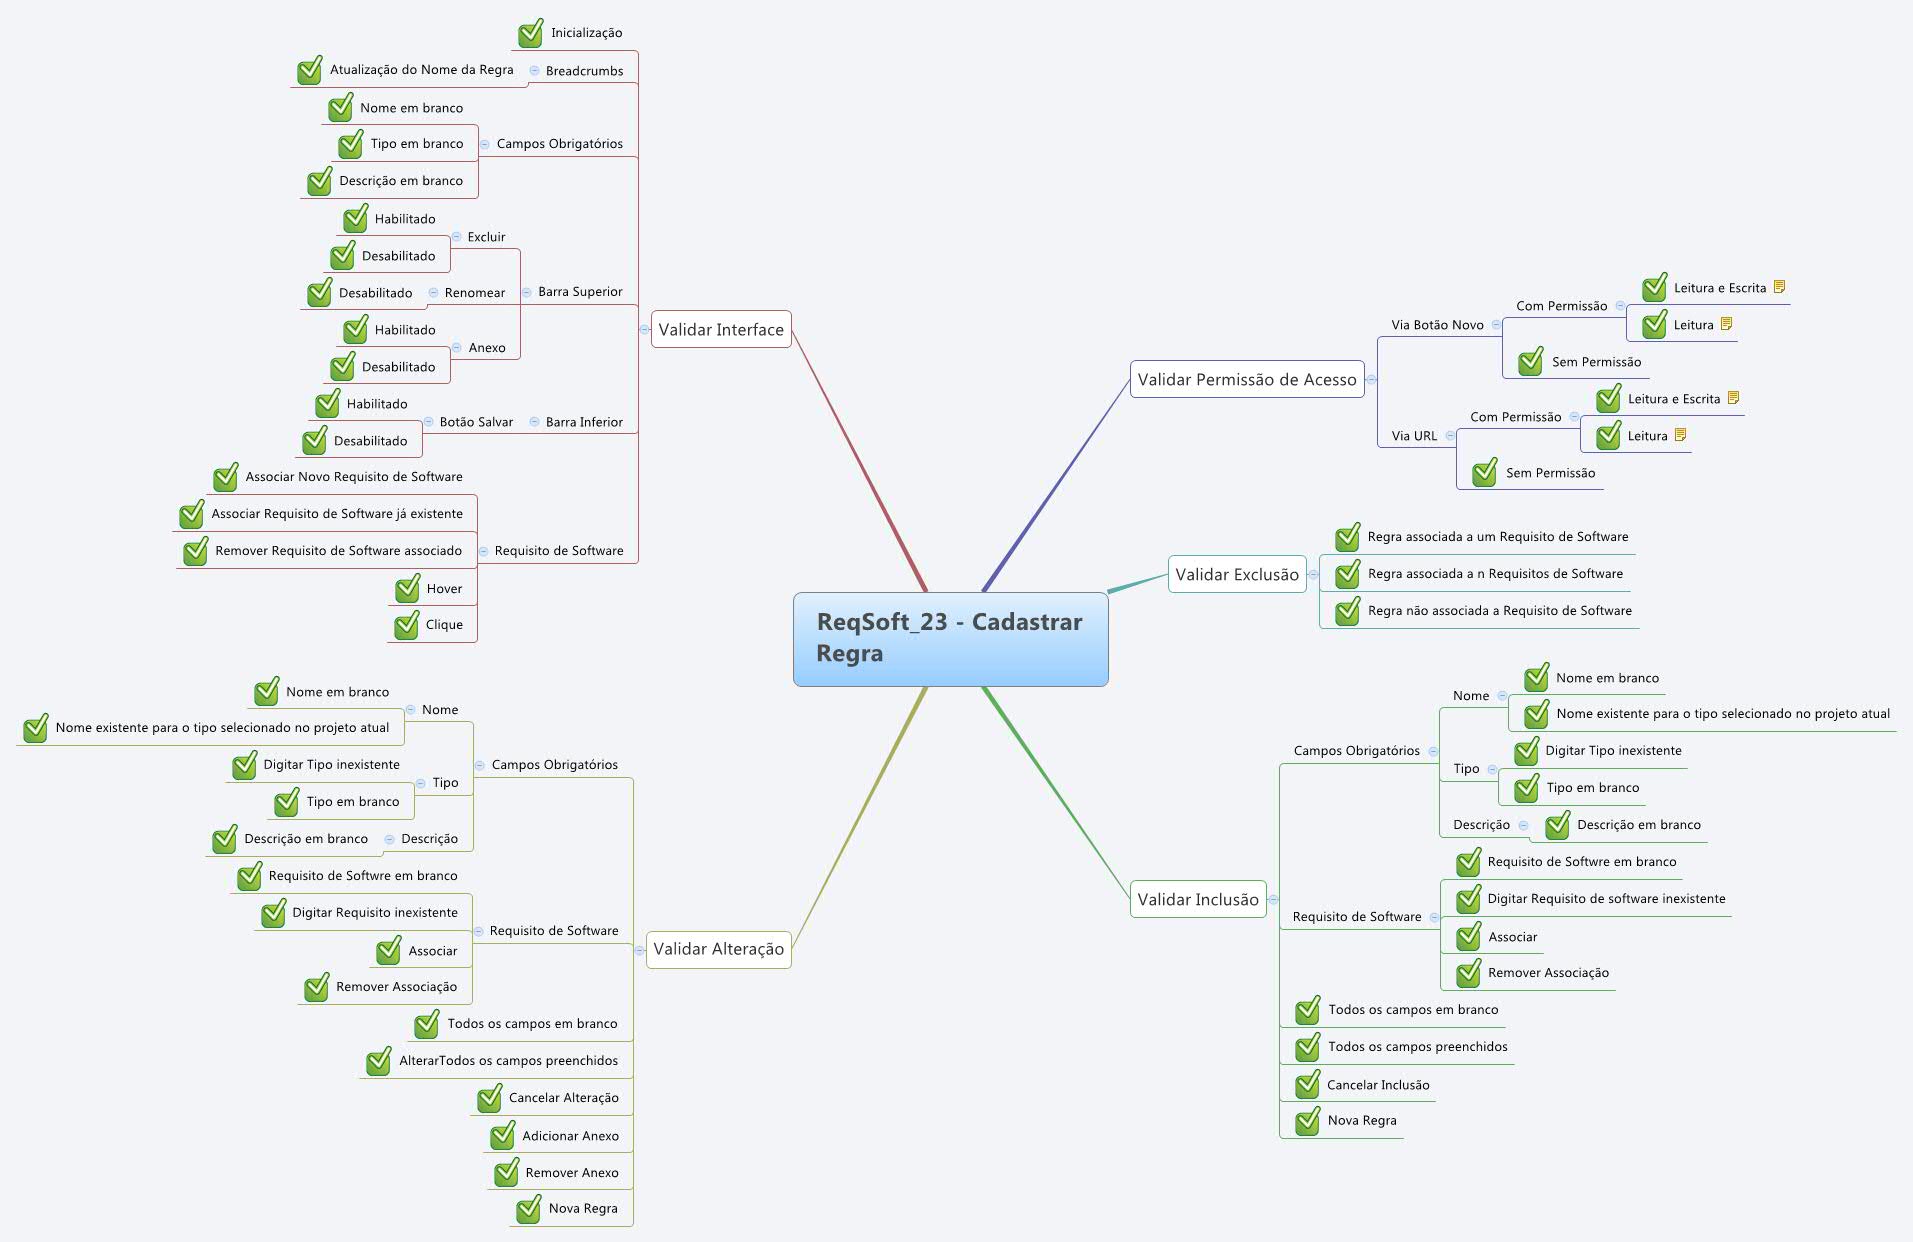 ReqSoft_23 - Cadastrar
Regra
Validar Interface
Inicialização
Breadcrumbs
Atualização do Nome da Regra
Campos Obrigatórios
Nome em branco
Tipo em branco
Descrição em branco
Barra Superior
Excluir
Habilitado
Desabilitado
Renomear
Desabilitado
Anexo
Habilitado
Desabilitado
Barra Inferior
Botão Salvar
Habilitado
Desabilitado
Requisito de Software
Associar Novo Requisito de Software
Associar Requisito de Software já existente
Remover Requisito de Software associado
Hover
Clique
Validar Permissão de Acesso
Via Botão Novo
Com Permissão
Leitura e Escrita
Leitura
Sem Permissão
Via URL
Com Permissão
Leitura e Escrita
Leitura
Sem Permissão
Validar Exclusão
Regra associada a um Requisito de Software
Regra associada a n Requisitos de Software
Regra não associada a Requisito de Software
Validar Inclusão
Campos Obrigatórios
Nome
Nome em branco
Nome existente para o tipo selecionado no projeto atual
Tipo
Digitar Tipo inexistente
Tipo em branco
Descrição
Descrição em branco
Requisito de Software
Requisito de Softwre em branco
Digitar Requisito de software inexistente
Associar
Remover Associação
Todos os campos em branco
Todos os campos preenchidos
Cancelar Inclusão
Nova Regra
Validar Alteração
Campos Obrigatórios
Nome
Nome em branco
Nome existente para o tipo selecionado no projeto atual
Tipo
Digitar Tipo inexistente
Tipo em branco
Descrição
Descrição em branco
Requisito de Software
Requisito de Softwre em branco
Digitar Requisito inexistente
Associar
Remover Associação
Todos os campos em branco
AlterarTodos os campos preenchidos
Cancelar Alteração
Adicionar Anexo
Remover Anexo
Nova Regra